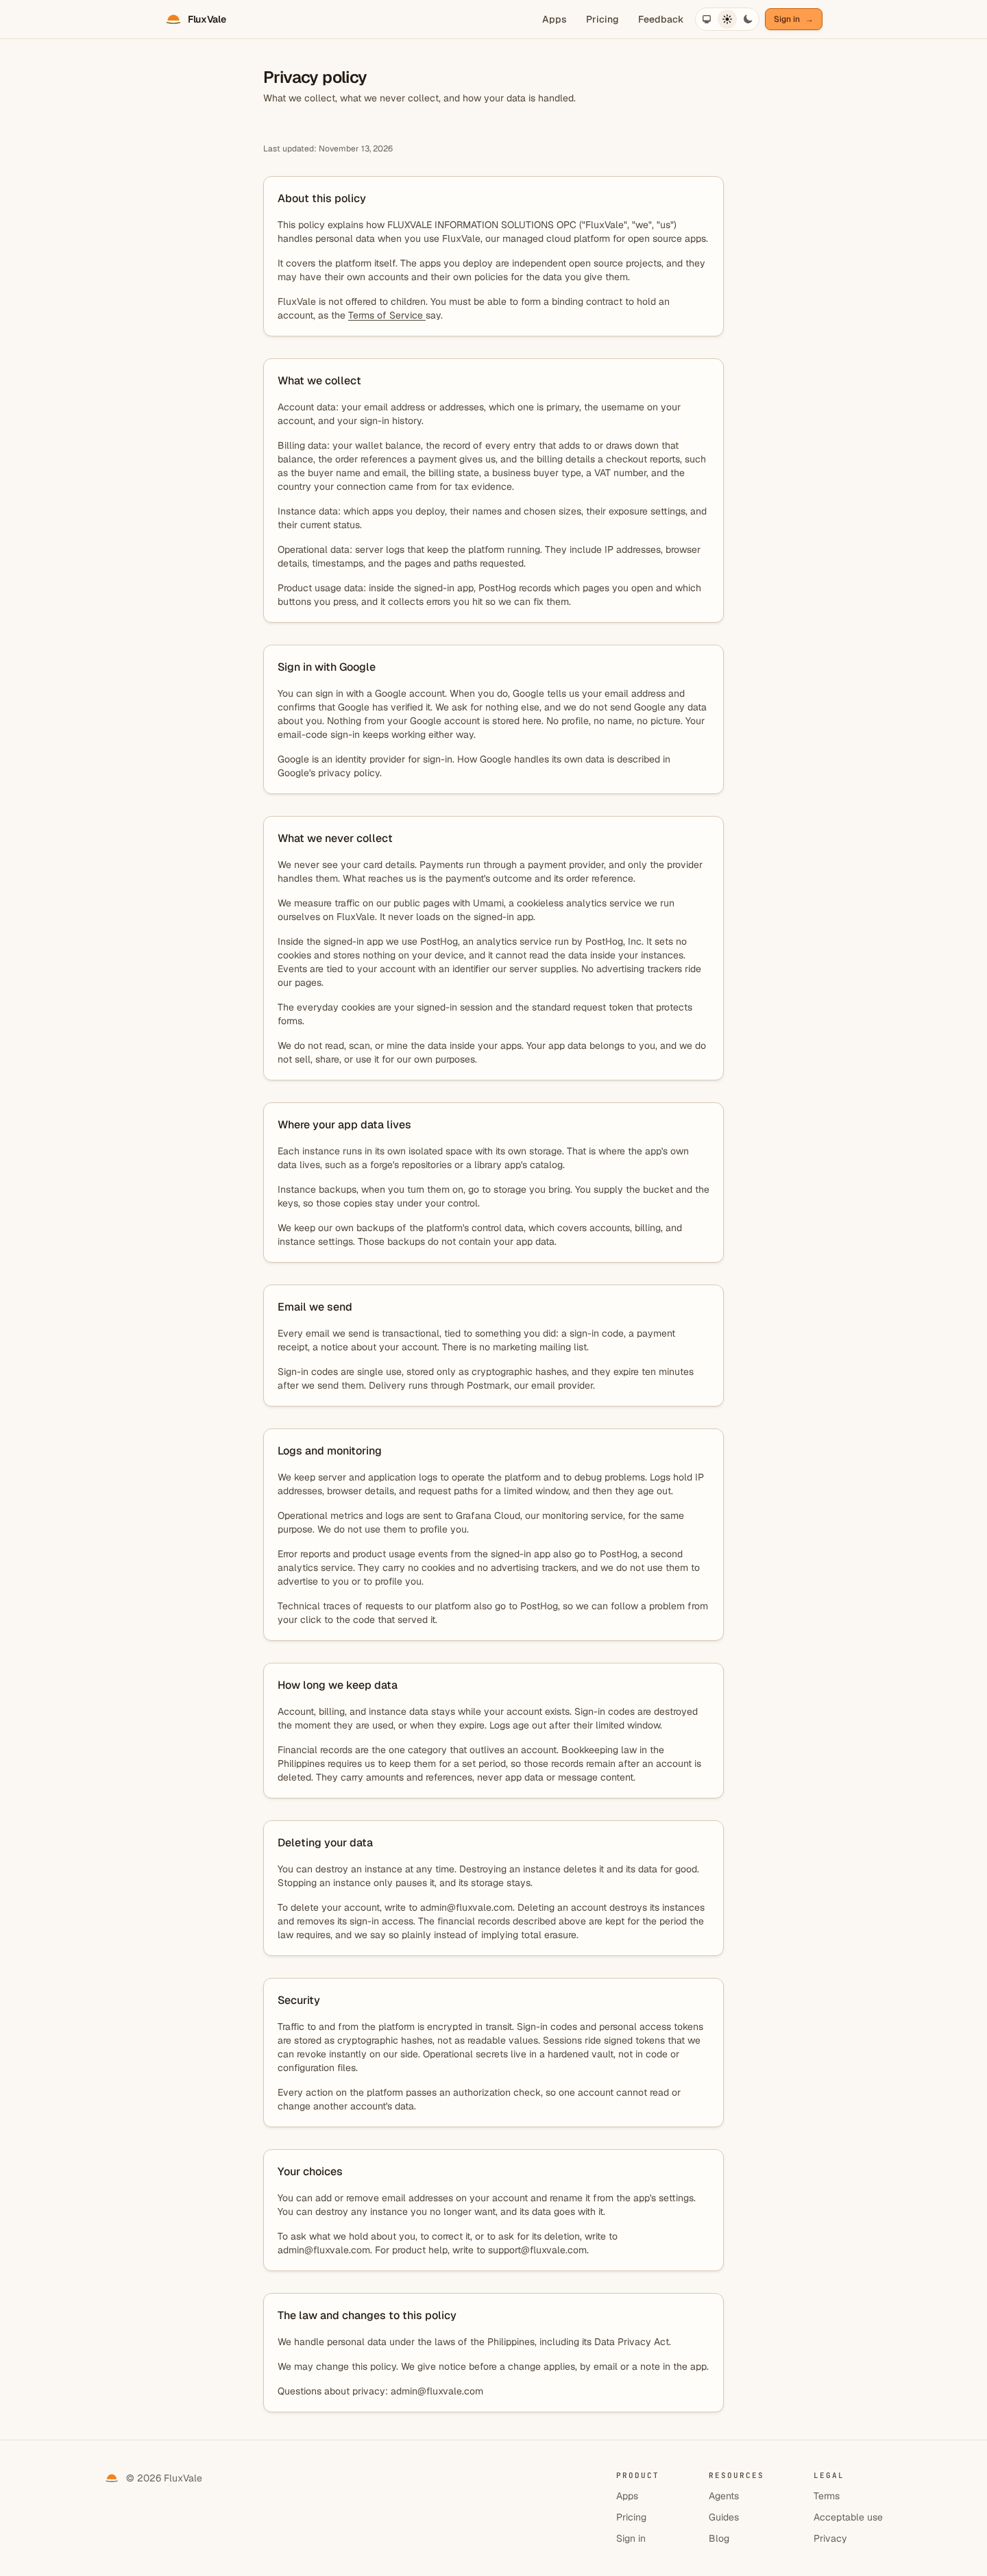 FluxVale
Apps
Pricing
Feedback
Sign in →
Privacy policy
What we collect, what we never collect, and how your data is handled.
Last updated: November 13, 2026
About this policy
This policy explains how FLUXVALE INFORMATION SOLUTIONS OPC ("FluxVale", "we", "us")
handles personal data when you use FluxVale, our managed cloud platform for open source apps.
It covers the platform itself. The apps you deploy are independent open source projects, and they
may have their own accounts and their own policies for the data you give them.
FluxVale is not offered to children. You must be able to form a binding contract to hold an
account, as the Terms of Service say.
What we collect
Account data: your email address or addresses, which one is primary, the username on your
account, and your sign-in history.
Billing data: your wallet balance, the record of every entry that adds to or draws down that
balance, the order references a payment gives us, and the billing details a checkout reports, such
as the buyer name and email, the billing state, a business buyer type, a VAT number, and the
country your connection came from for tax evidence.
Instance data: which apps you deploy, their names and chosen sizes, their exposure settings, and
their current status.
Operational data: server logs that keep the platform running. They include IP addresses, browser
details, timestamps, and the pages and paths requested.
Product usage data: inside the signed-in app, PostHog records which pages you open and which
buttons you press, and it collects errors you hit so we can fix them.
Sign in with Google
You can sign in with a Google account. When you do, Google tells us your email address and
confirms that Google has verified it. We ask for nothing else, and we do not send Google any data
about you. Nothing from your Google account is stored here. No profile, no name, no picture. Your
email-code sign-in keeps working either way.
Google is an identity provider for sign-in. How Google handles its own data is described in
Google's privacy policy.
What we never collect
We never see your card details. Payments run through a payment provider, and only the provider
handles them. What reaches us is the payment's outcome and its order reference.
We measure traffic on our public pages with Umami, a cookieless analytics service we run
ourselves on FluxVale. It never loads on the signed-in app.
Inside the signed-in app we use PostHog, an analytics service run by PostHog, Inc. It sets no
cookies and stores nothing on your device, and it cannot read the data inside your instances.
Events are tied to your account with an identifier our server supplies. No advertising trackers ride
our pages.
The everyday cookies are your signed-in session and the standard request token that protects
forms.
We do not read, scan, or mine the data inside your apps. Your app data belongs to you, and we do
not sell, share, or use it for our own purposes.
Where your app data lives
Each instance runs in its own isolated space with its own storage. That is where the app's own
data lives, such as a forge's repositories or a library app's catalog.
Instance backups, when you turn them on, go to storage you bring. You supply the bucket and the
keys, so those copies stay under your control.
We keep our own backups of the platform's control data, which covers accounts, billing, and
instance settings. Those backups do not contain your app data.
Email we send
Every email we send is transactional, tied to something you did: a sign-in code, a payment
receipt, a notice about your account. There is no marketing mailing list.
Sign-in codes are single use, stored only as cryptographic hashes, and they expire ten minutes
after we send them. Delivery runs through Postmark, our email provider.
Logs and monitoring
We keep server and application logs to operate the platform and to debug problems. Logs hold IP
addresses, browser details, and request paths for a limited window, and then they age out.
Operational metrics and logs are sent to Grafana Cloud, our monitoring service, for the same
purpose. We do not use them to profile you.
Error reports and product usage events from the signed-in app also go to PostHog, a second
analytics service. They carry no cookies and no advertising trackers, and we do not use them to
advertise to you or to profile you.
Technical traces of requests to our platform also go to PostHog, so we can follow a problem from
your click to the code that served it.
How long we keep data
Account, billing, and instance data stays while your account exists. Sign-in codes are destroyed
the moment they are used, or when they expire. Logs age out after their limited window.
Financial records are the one category that outlives an account. Bookkeeping law in the
Philippines requires us to keep them for a set period, so those records remain after an account is
deleted. They carry amounts and references, never app data or message content.
Deleting your data
You can destroy an instance at any time. Destroying an instance deletes it and its data for good.
Stopping an instance only pauses it, and its storage stays.
To delete your account, write to admin@fluxvale.com. Deleting an account destroys its instances
and removes its sign-in access. The financial records described above are kept for the period the
law requires, and we say so plainly instead of implying total erasure.
Security
Traffic to and from the platform is encrypted in transit. Sign-in codes and personal access tokens
are stored as cryptographic hashes, not as readable values. Sessions ride signed tokens that we
can revoke instantly on our side. Operational secrets live in a hardened vault, not in code or
configuration files.
Every action on the platform passes an authorization check, so one account cannot read or
change another account's data.
Your choices
You can add or remove email addresses on your account and rename it from the app's settings.
You can destroy any instance you no longer want, and its data goes with it.
To ask what we hold about you, to correct it, or to ask for its deletion, write to
admin@fluxvale.com. For product help, write to support@fluxvale.com.
The law and changes to this policy
We handle personal data under the laws of the Philippines, including its Data Privacy Act.
We may change this policy. We give notice before a change applies, by email or a note in the app.
Questions about privacy: admin@fluxvale.com
© 2026 FluxVale
PRODUCT
Apps
Pricing
Sign in
RESOURCES
Agents
Guides
Blog
LEGAL
Terms
Acceptable use
Privacy